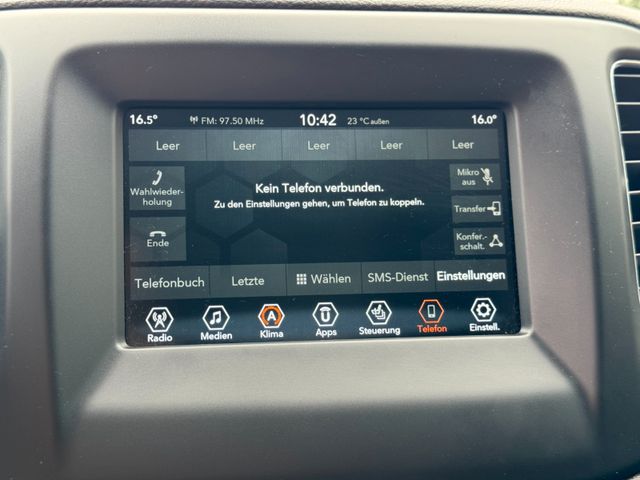 16.5° FM: 97.50 MHz 10:42 23 °C außen 16.0°
Leer Leer Leer Leer Leer
Wahlwieder-
holung
Kein Telefon verbunden.
Zu den Einstellungen gehen, um Telefon zu koppeln.
Mikro
aus
Transfer
Ende
Konfer.-
schalt.
Telefonbuch Letzte Wählen SMS-Dienst Einstellungen
A
Radio Medien Klima Apps Steuerung Telefon Einstell.